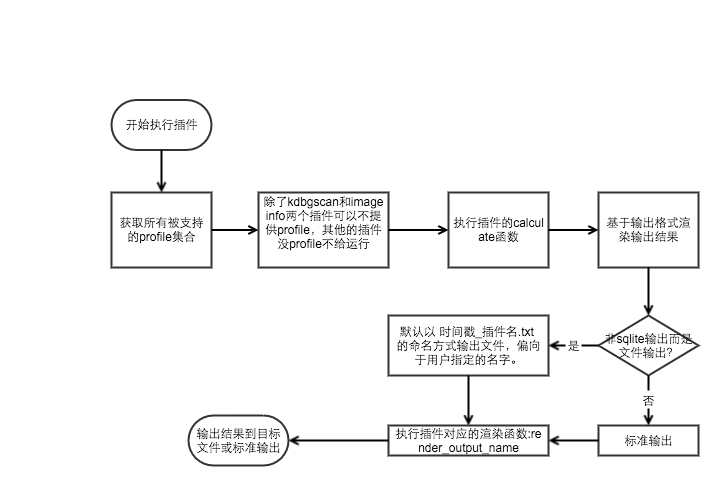 开始执行插件
获取所有被支持
的profile集合
除了kdbgscan和image
info两个插件可以不提
供profile，其他的插件
没profile不给运行
执行插件的calcul
ate函数
基于输出格式渲
染输出结果
非sqlite输出而是
文件输出?
是
默认以 时间戳_插件名.txt
的命名方式输出文件，偏向
于用户指定的名字。
否
标准输出
执行插件对应的渲染函数:re
nder_output_name
输出结果到目标
文件或标准输出